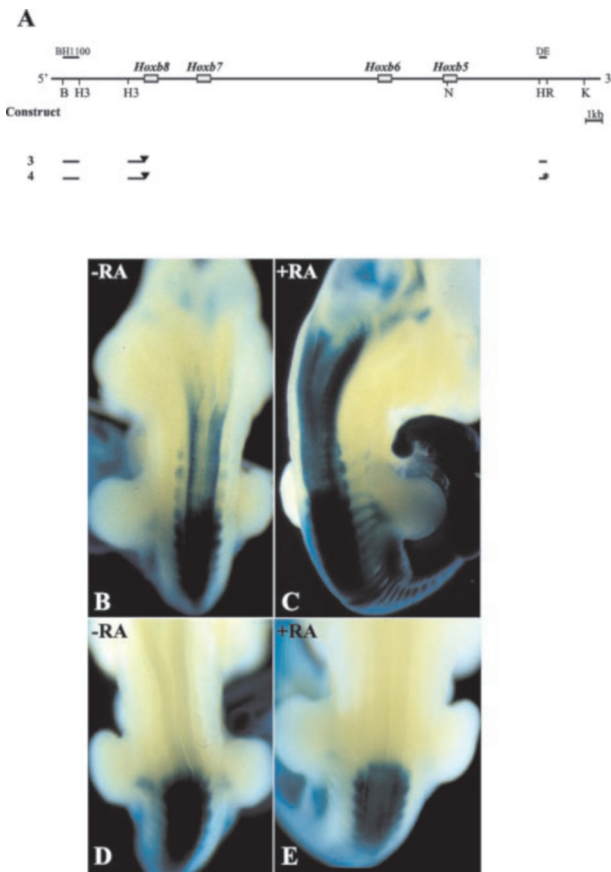 A
BH1100 DE
Hoxb8 Hoxb7 Hoxb6 Hoxb5
5' 3
B H3 H3 N HR K
Construct 1kb
3
4
-RA +RA
B C
-RA +RA
D E